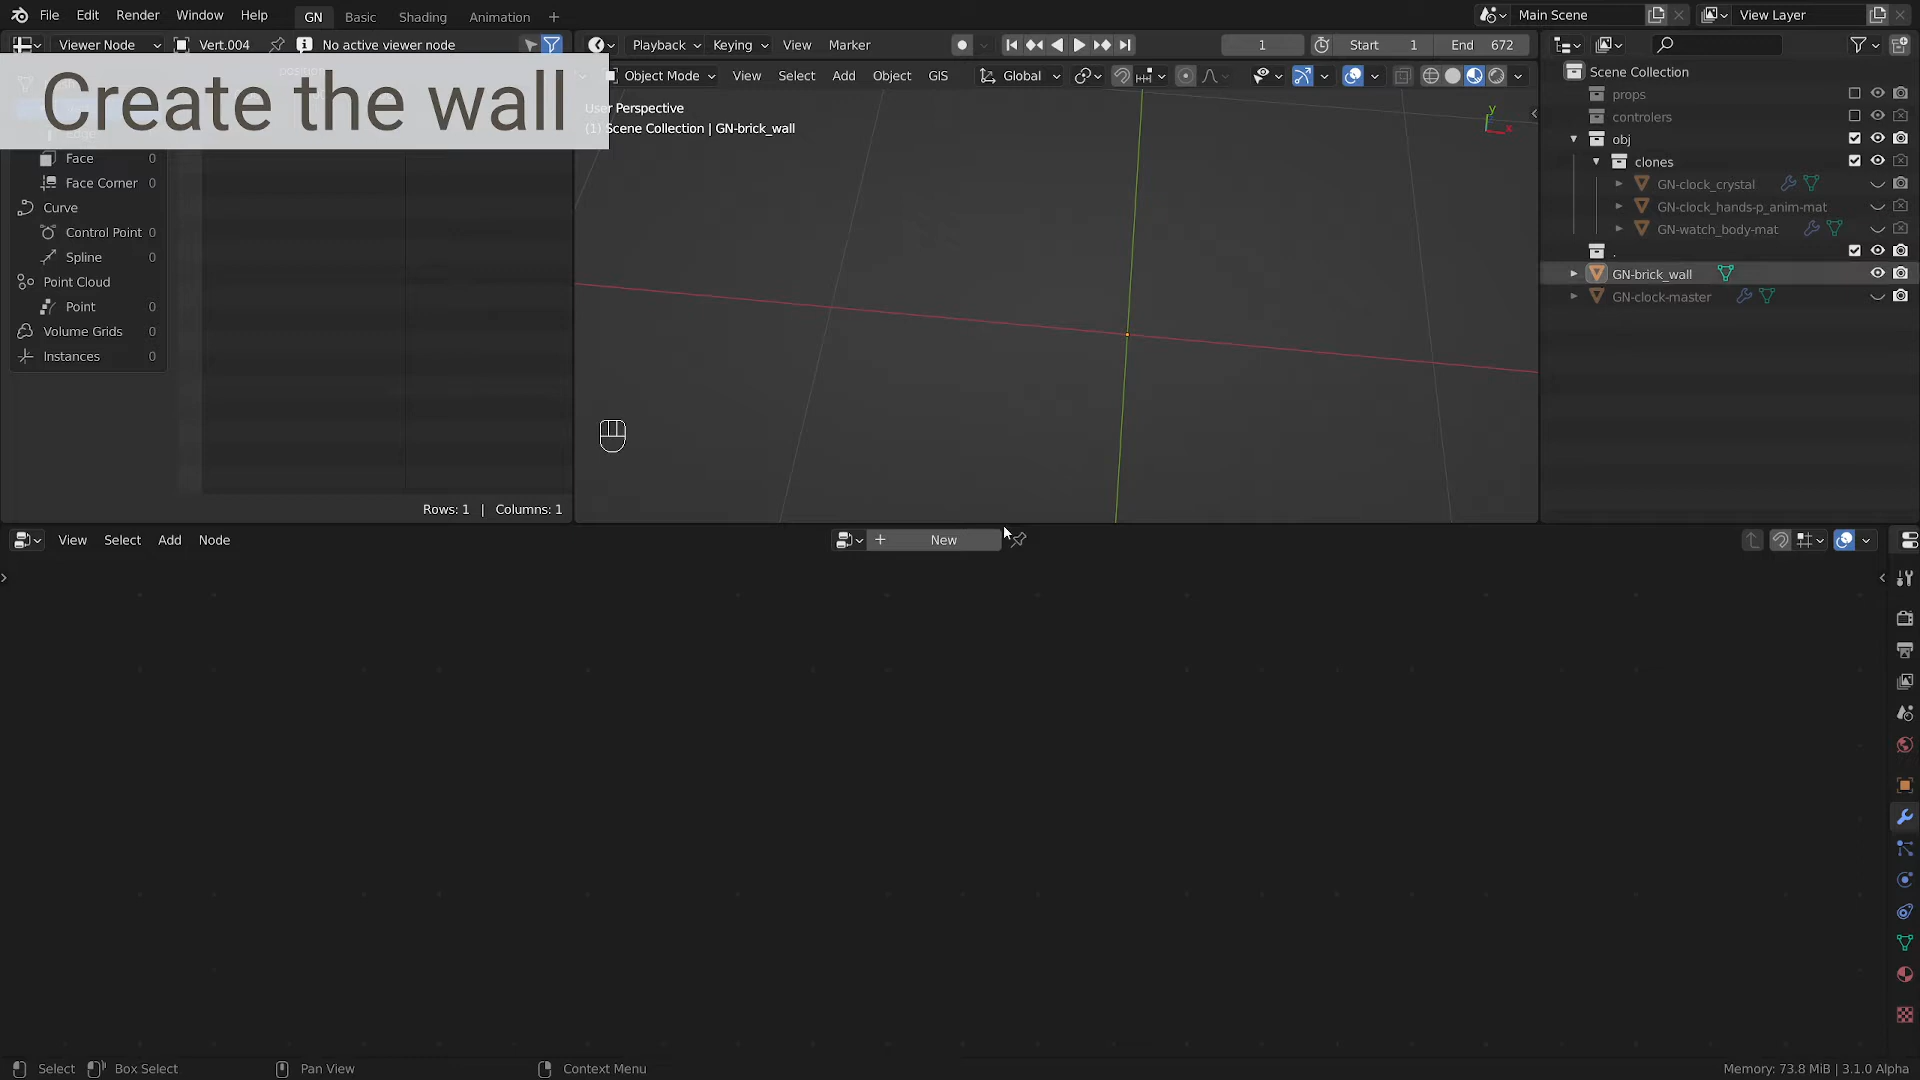 File Edit Render Window Help GN Basic Shading Animation Main Scene View Layer
Viewer Node Vert.004 No active viewer node
Playback Keying View Marker 1 Start 1 End 672
Object Mode View Select Add Object GIS Global
Create the wall
User Perspective
(1) Scene Collection | GN-brick_wall
y
x
Face 0
Face Corner 0
Curve
Control Point 0
Spline 0
Point Cloud
Point 0
Volume Grids 0
Instances 0
Rows: 1 | Columns: 1
Scene Collection
props
controlers
obj
clones
GN-clock_crystal
GN-clock_hands-p_anim-mat
GN-watch_body-mat
.
GN-brick_wall
GN-clock-master
View Select Add Node New
Select Box Select Pan View Context Menu Memory: 73.8 MiB | 3.1.0 Alpha